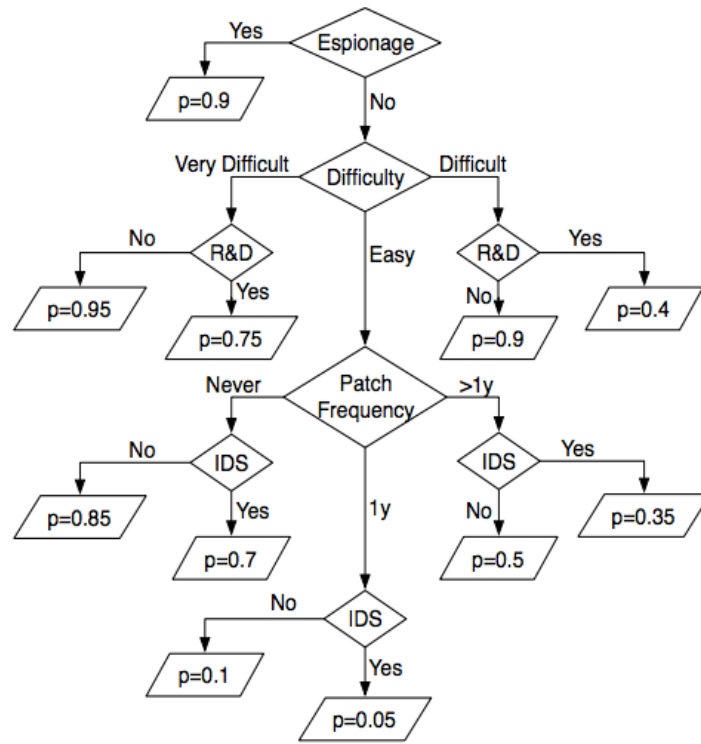 Yes
Espionage
p=0.9
No
Very Difficult
Difficulty
Difficult
No
R&D
Easy
R&D
Yes
p=0.95
Yes
p=0.75
No
p=0.9
p=0.4
Never
Patch
Frequency
>1y
No
IDS
IDS
Yes
p=0.85
Yes
p=0.7
1y
No
p=0.5
p=0.35
No
IDS
p=0.1
Yes
p=0.05